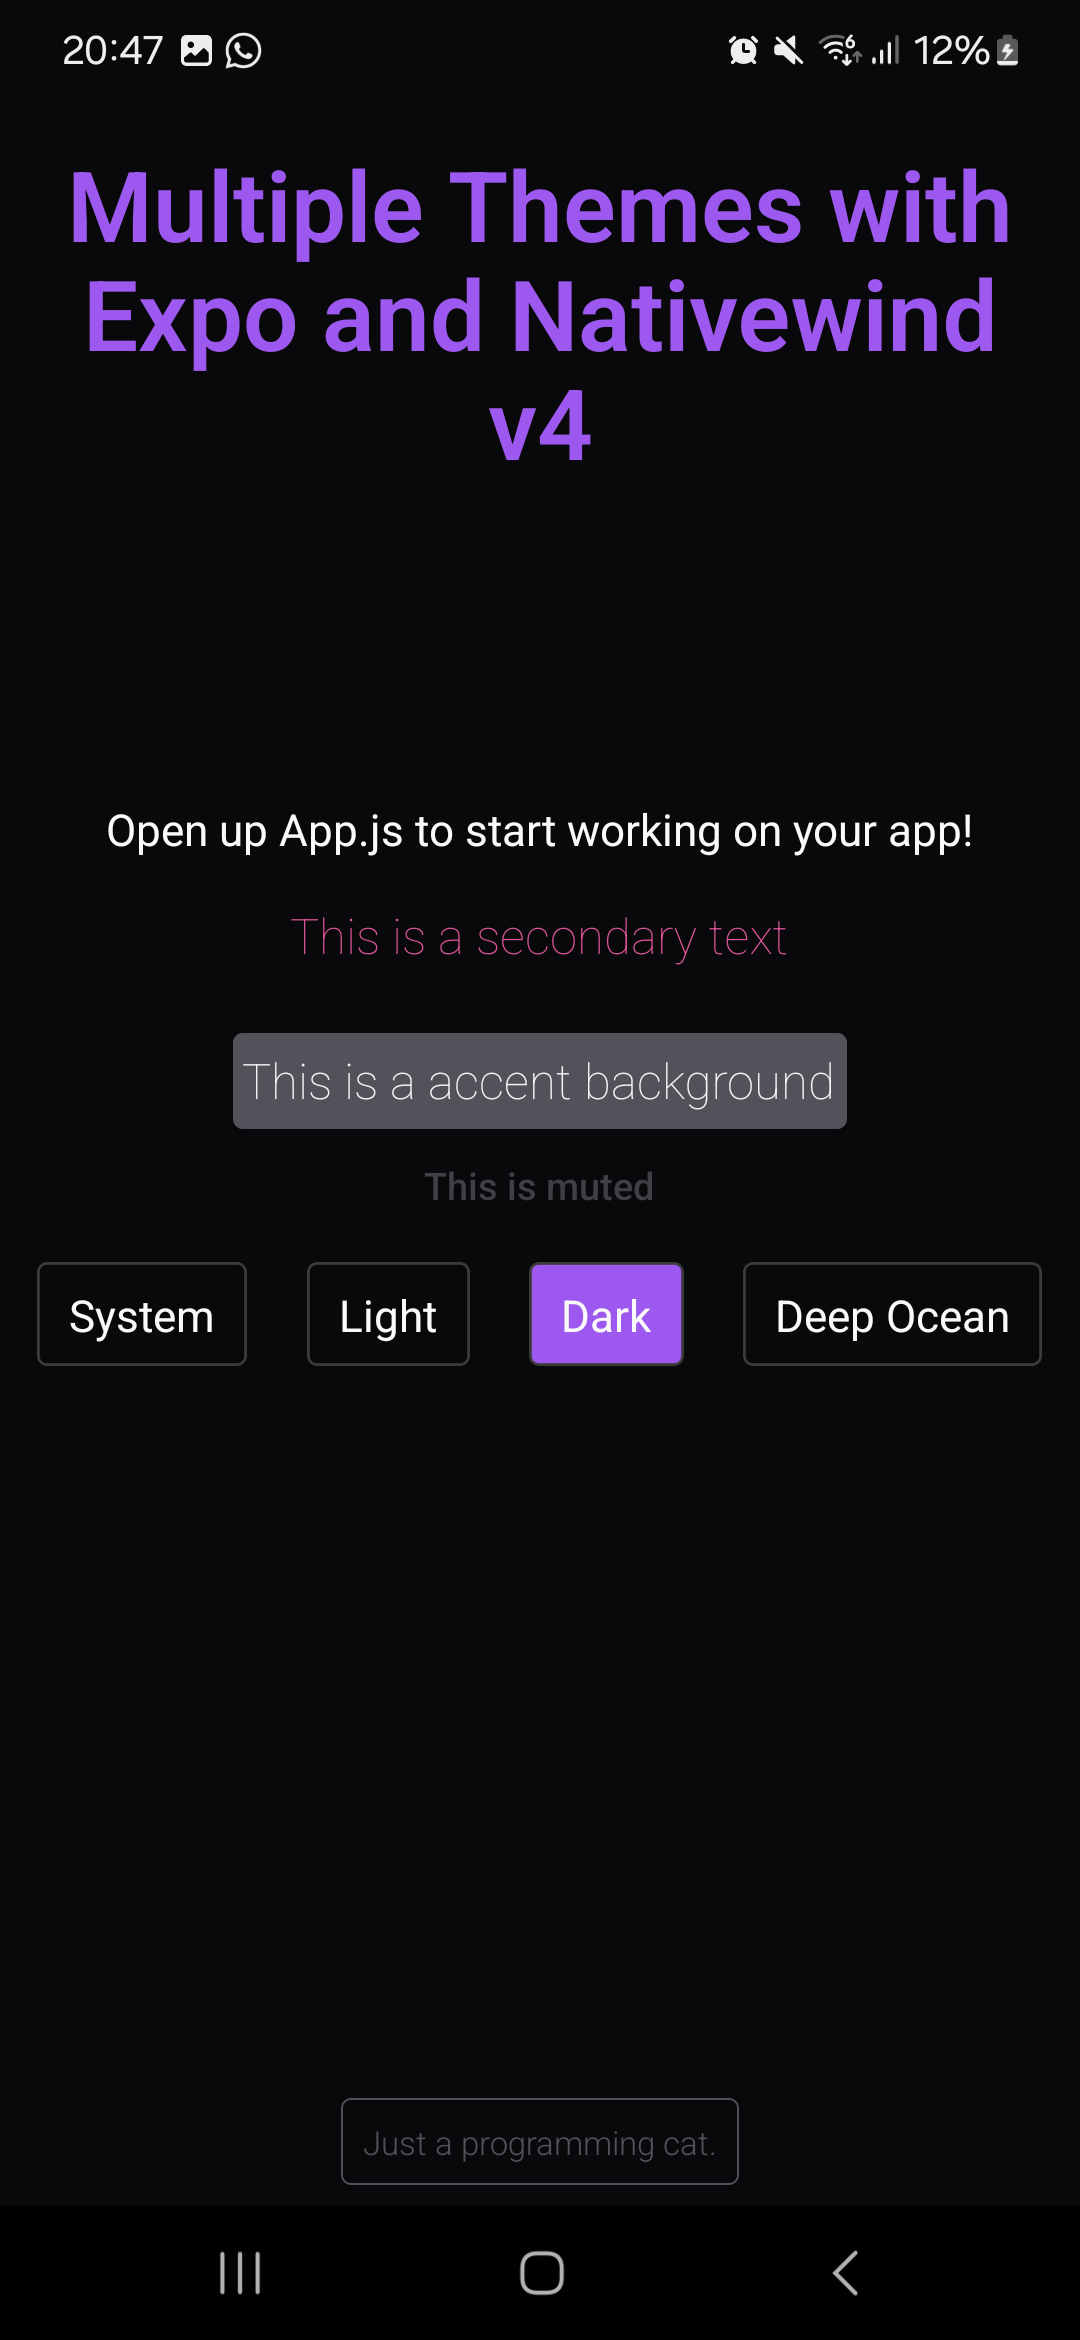 20:47 12%
Multiple Themes with
Expo and Nativewind
v4
Open up App.js to start working on your app!
This is a secondary text
This is a accent background
This is muted
System Light Dark Deep Ocean
Just a programming cat.